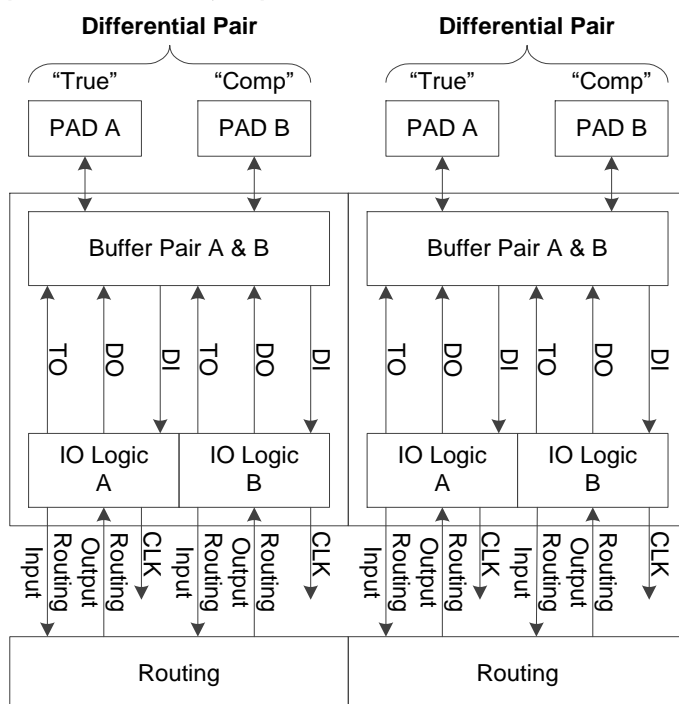 Differential Pair Differential Pair
“True” “Comp” “True” “Comp”
PAD A PAD B PAD A PAD B
Buffer Pair A & B Buffer Pair A & B
TO DO DI TO DO DI TO DO DI TO DO DI
IO Logic A IO Logic B IO Logic A IO Logic B
Routing Input Routing Output CLK Routing Input Routing Output CLK Routing Input Routing Output CLK Routing Input Routing Output CLK
Routing Routing